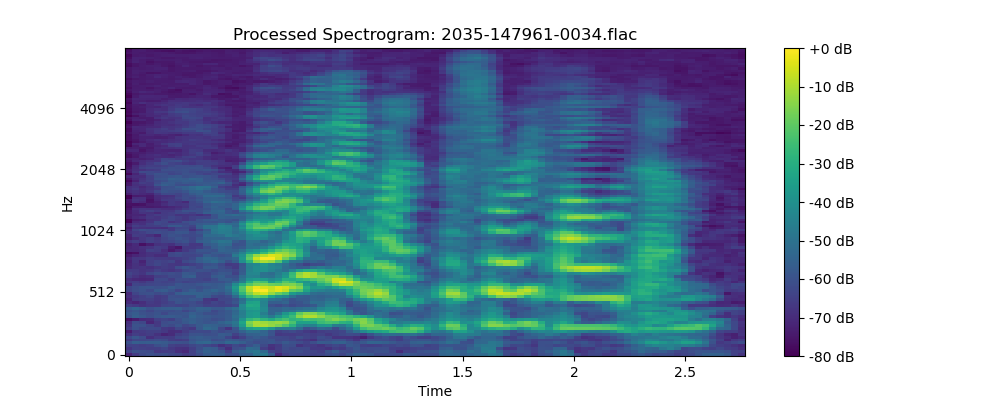 Processed Spectrogram: 2035-147961-0034.flac
+0 dB
4096
-10 dB
-20 dB
2048
-30 dB
Hz
1024
-40 dB
-50 dB
512
-60 dB
-70 dB
0
-80 dB
0 0.5 1 1.5 2 2.5
Time